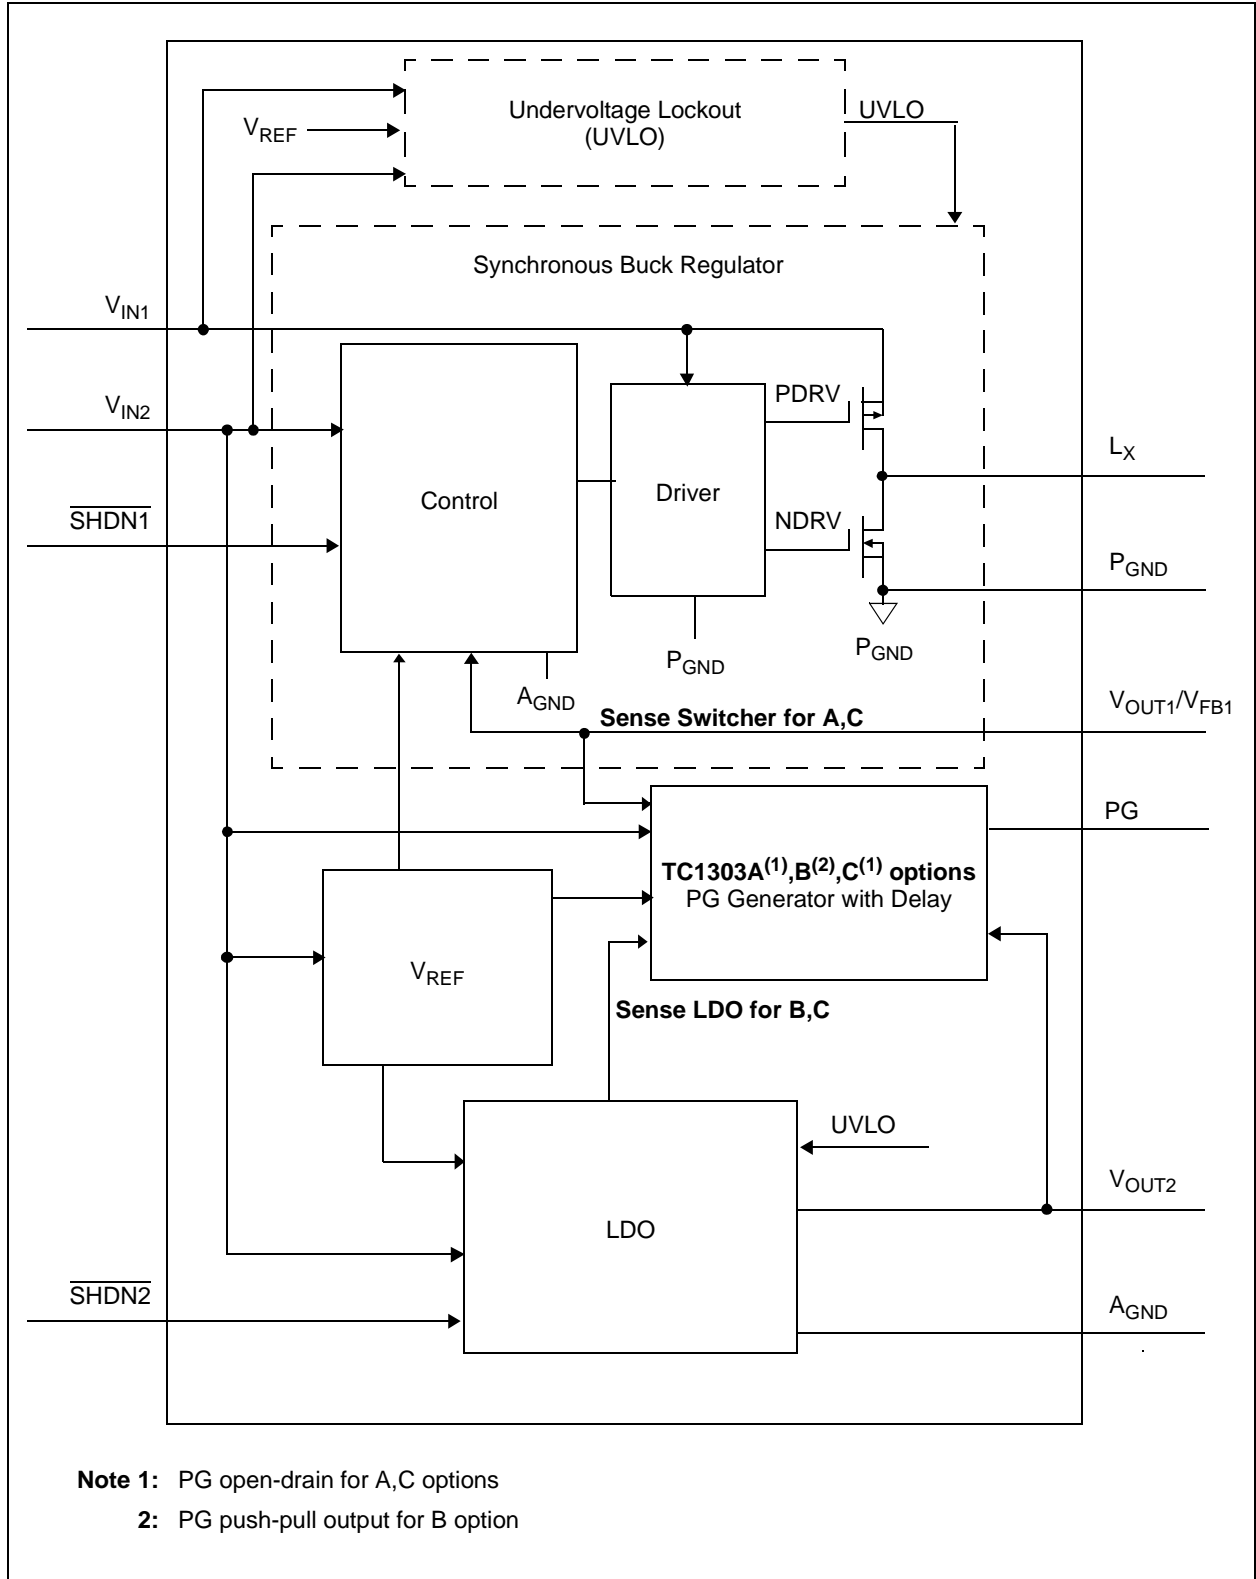 Undervoltage Lockout
(UVLO)
UVLO
VREF
Synchronous Buck Regulator
VIN1
VIN2
SHDN1
Control
Driver
PDRV
NDRV
LX
PGND
PGND
PGND
AGND
Sense Switcher for A,C
VOUT1/VFB1
PG
TC1303A(1),B(2),C(1) options
PG Generator with Delay
VREF
Sense LDO for B,C
UVLO
LDO
VOUT2
SHDN2
AGND
Note 1: PG open-drain for A,C options
2: PG push-pull output for B option